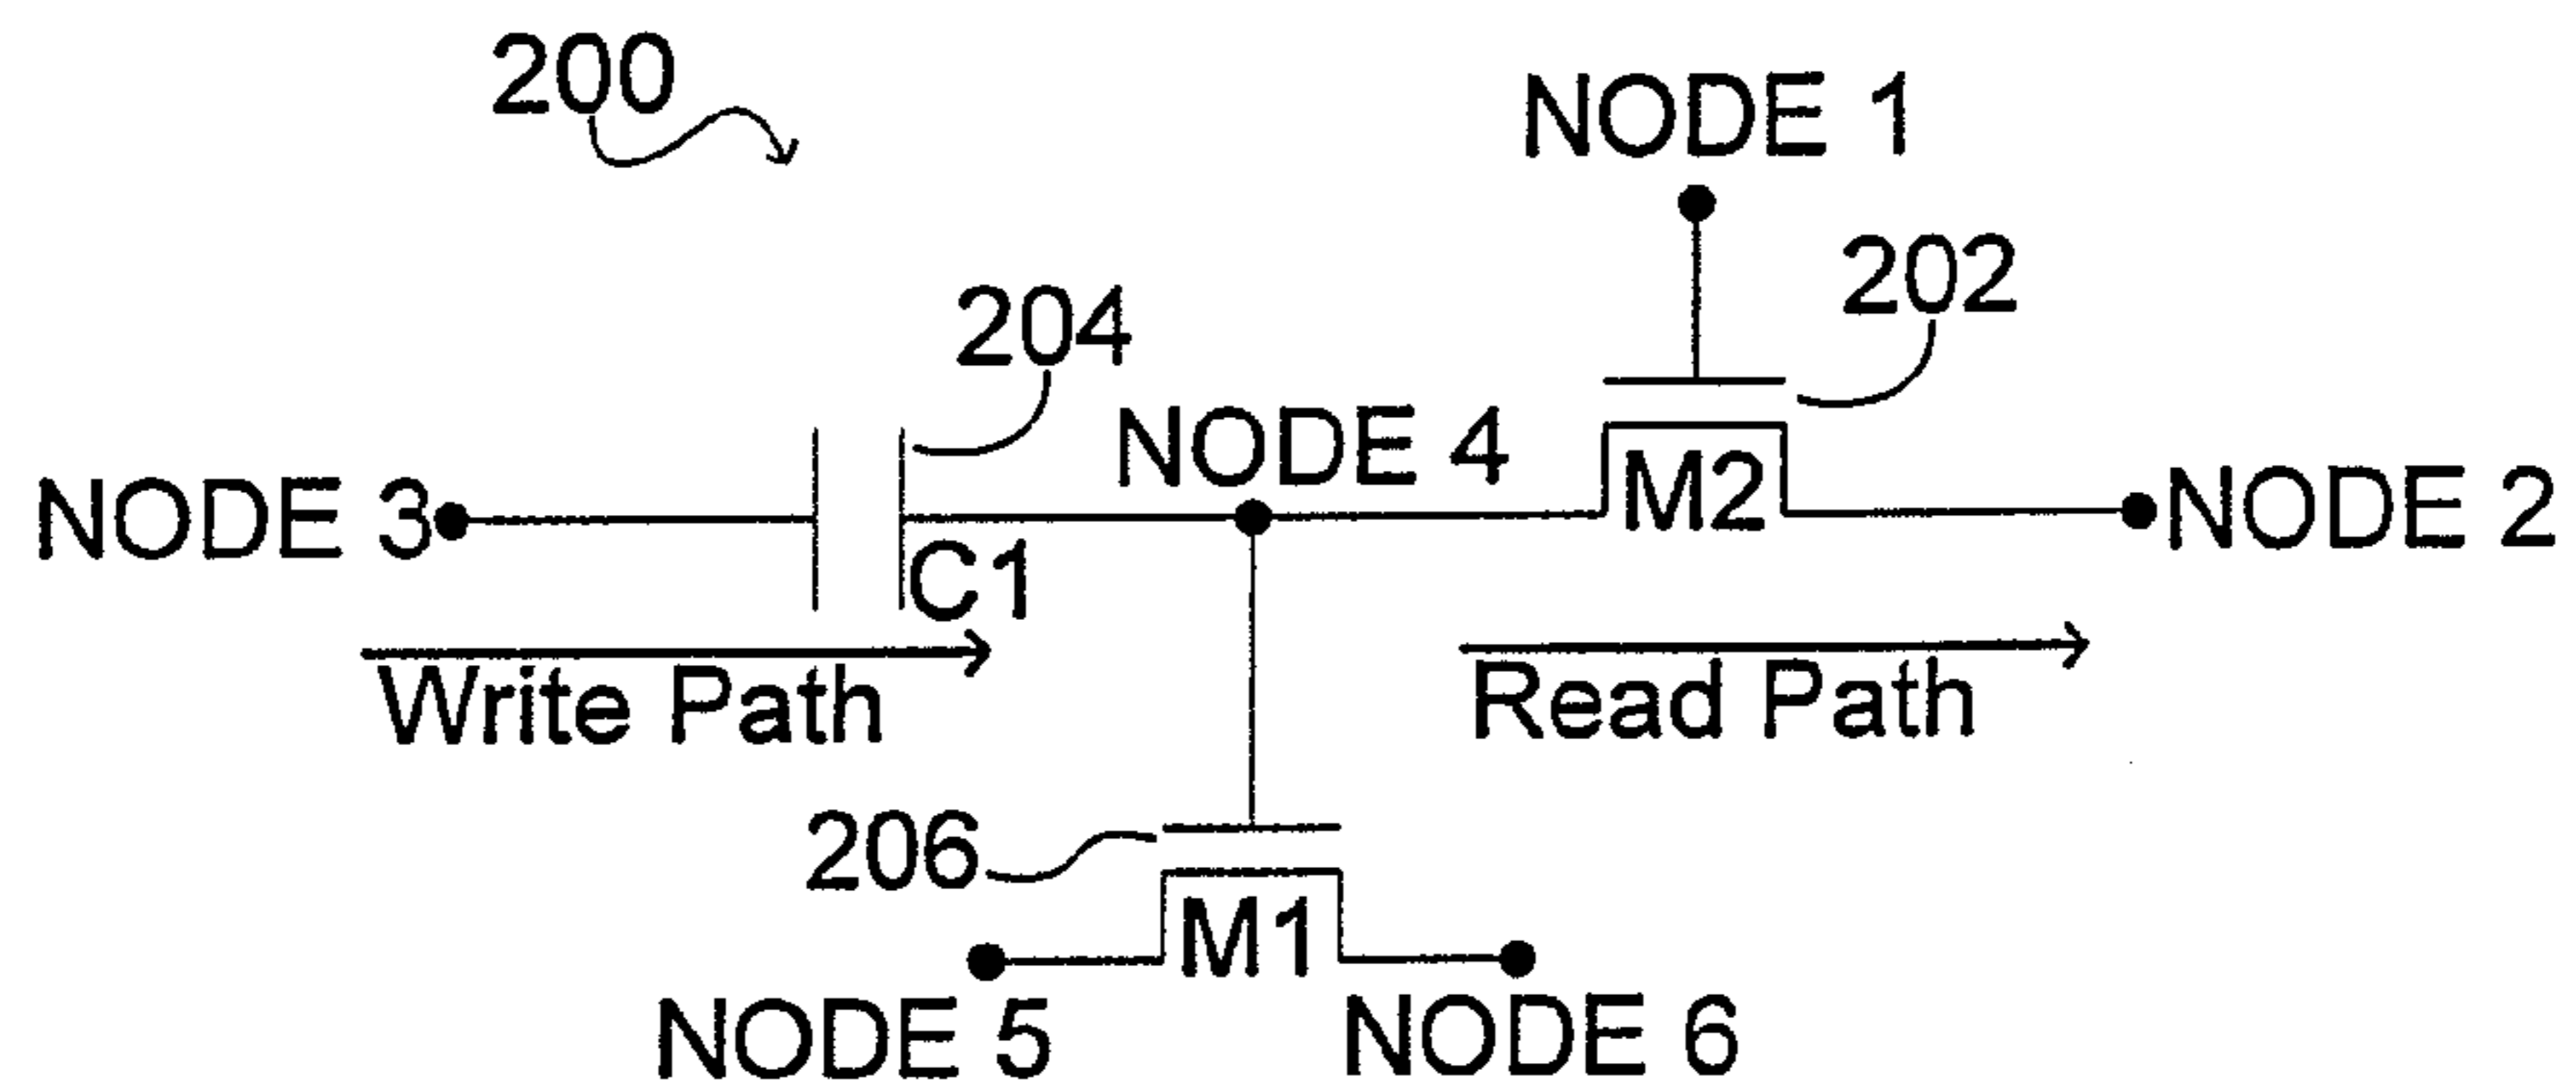 200
NODE 1
202
204
NODE 4
NODE 3
M2
NODE 2
C1
Write Path
Read Path
206
M1
NODE 5
NODE 6